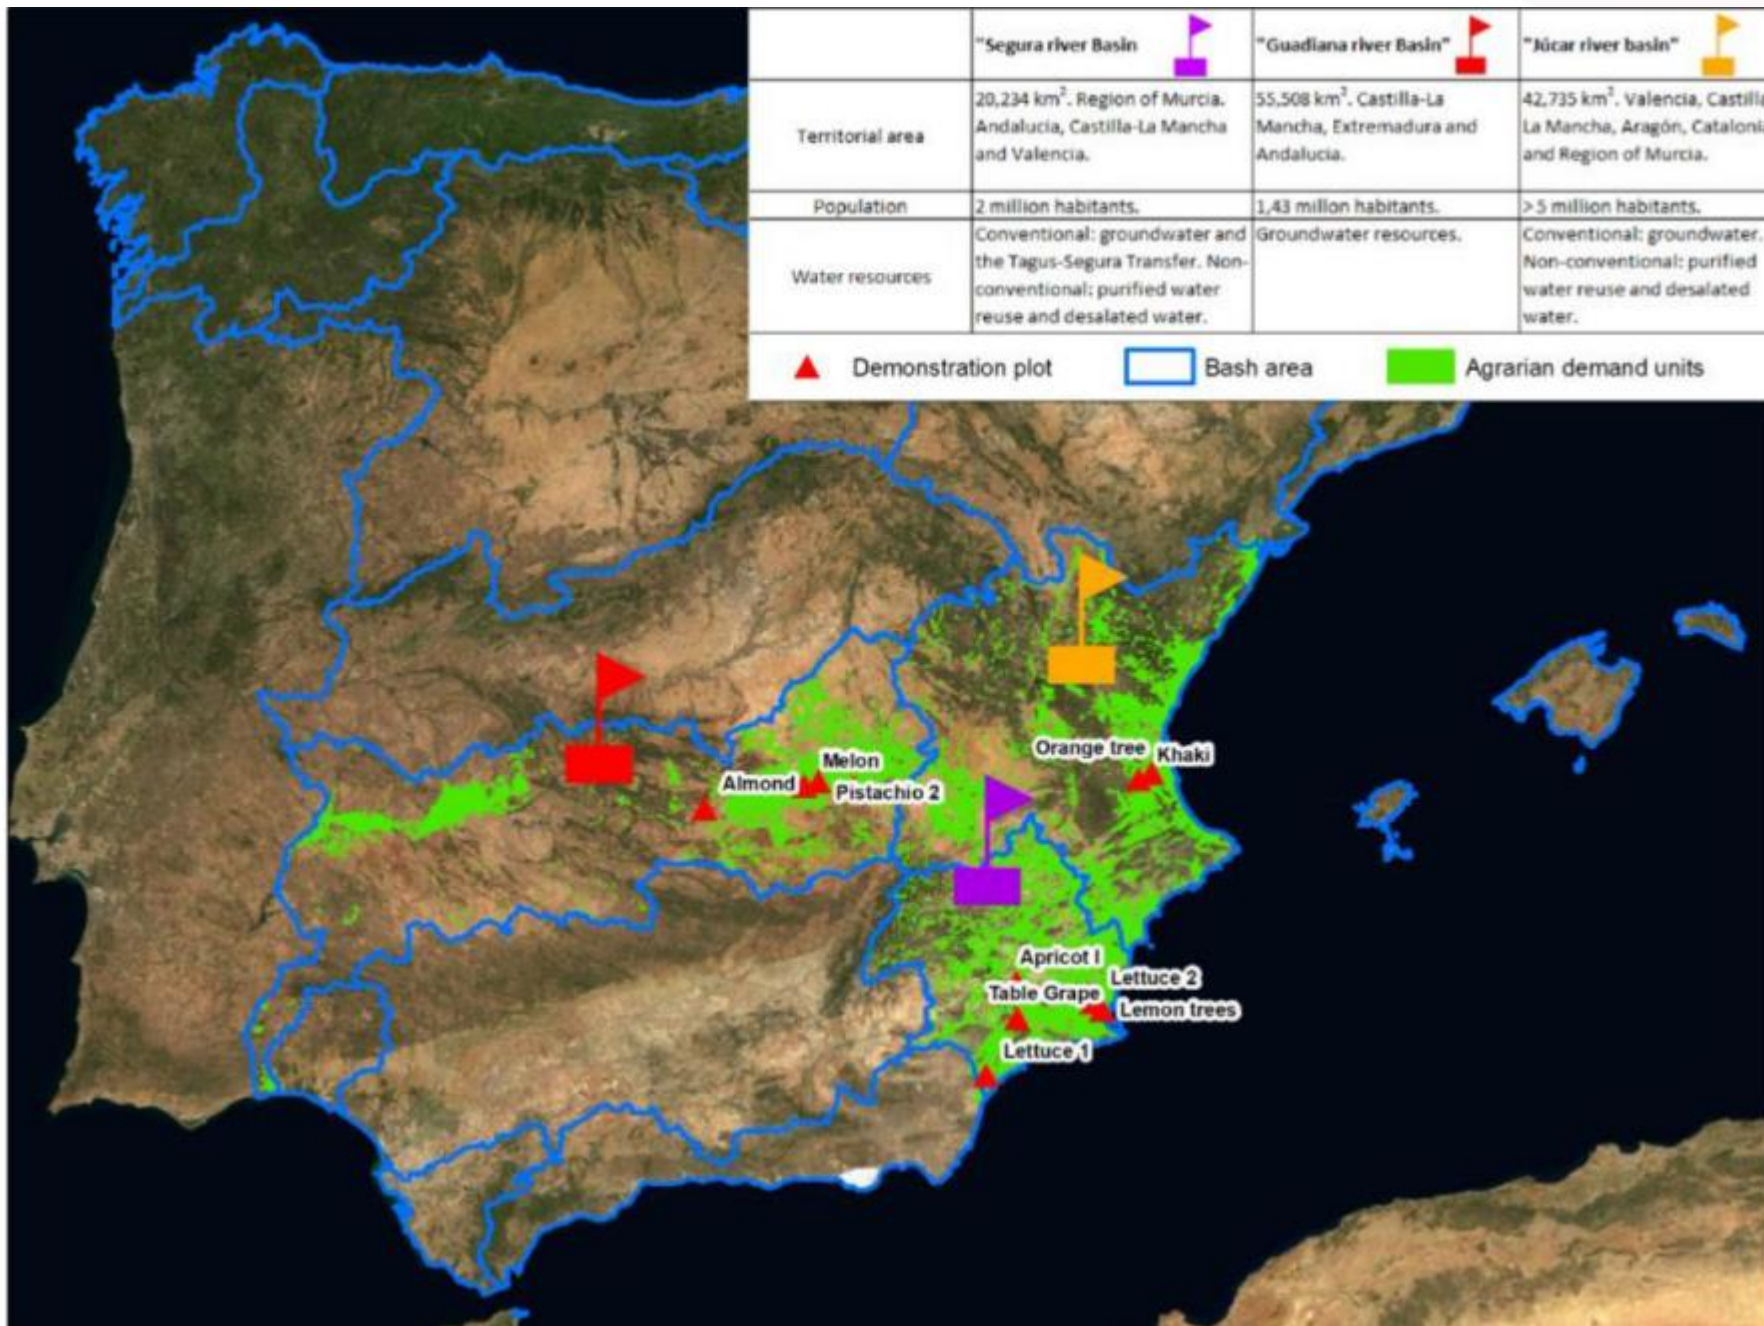 "Segura river Basin
"Guadiana river Basin"
"Júcar river basin"
Territorial area
20,234 km². Region of Murcia.
Andalucia, Castilla-La Mancha
and Valencia.
55,508 km². Castilla-La
Mancha, Extremadura and
Andalucia.
42,735 km². Valencia, Castilla
La Mancha, Aragón, Catalonia
and Region of Murcia.
Population
2 million habitants.
1,43 millon habitants.
> 5 million habitants.
Water resources
Conventional: groundwater and
the Tagus-Segura Transfer. Non-
conventional: purified water
reuse and desalated water.
Groundwater resources.
Conventional: groundwater.
Non-conventional: purified
water reuse and desalated
water.
Demonstration plot
Bash area
Agrarian demand units
Orange tree
Khaki
Melon
Almond
Pistachio 2
Apricot I
Lettuce 2
Table Grape
Lemon trees
Lettuce 1